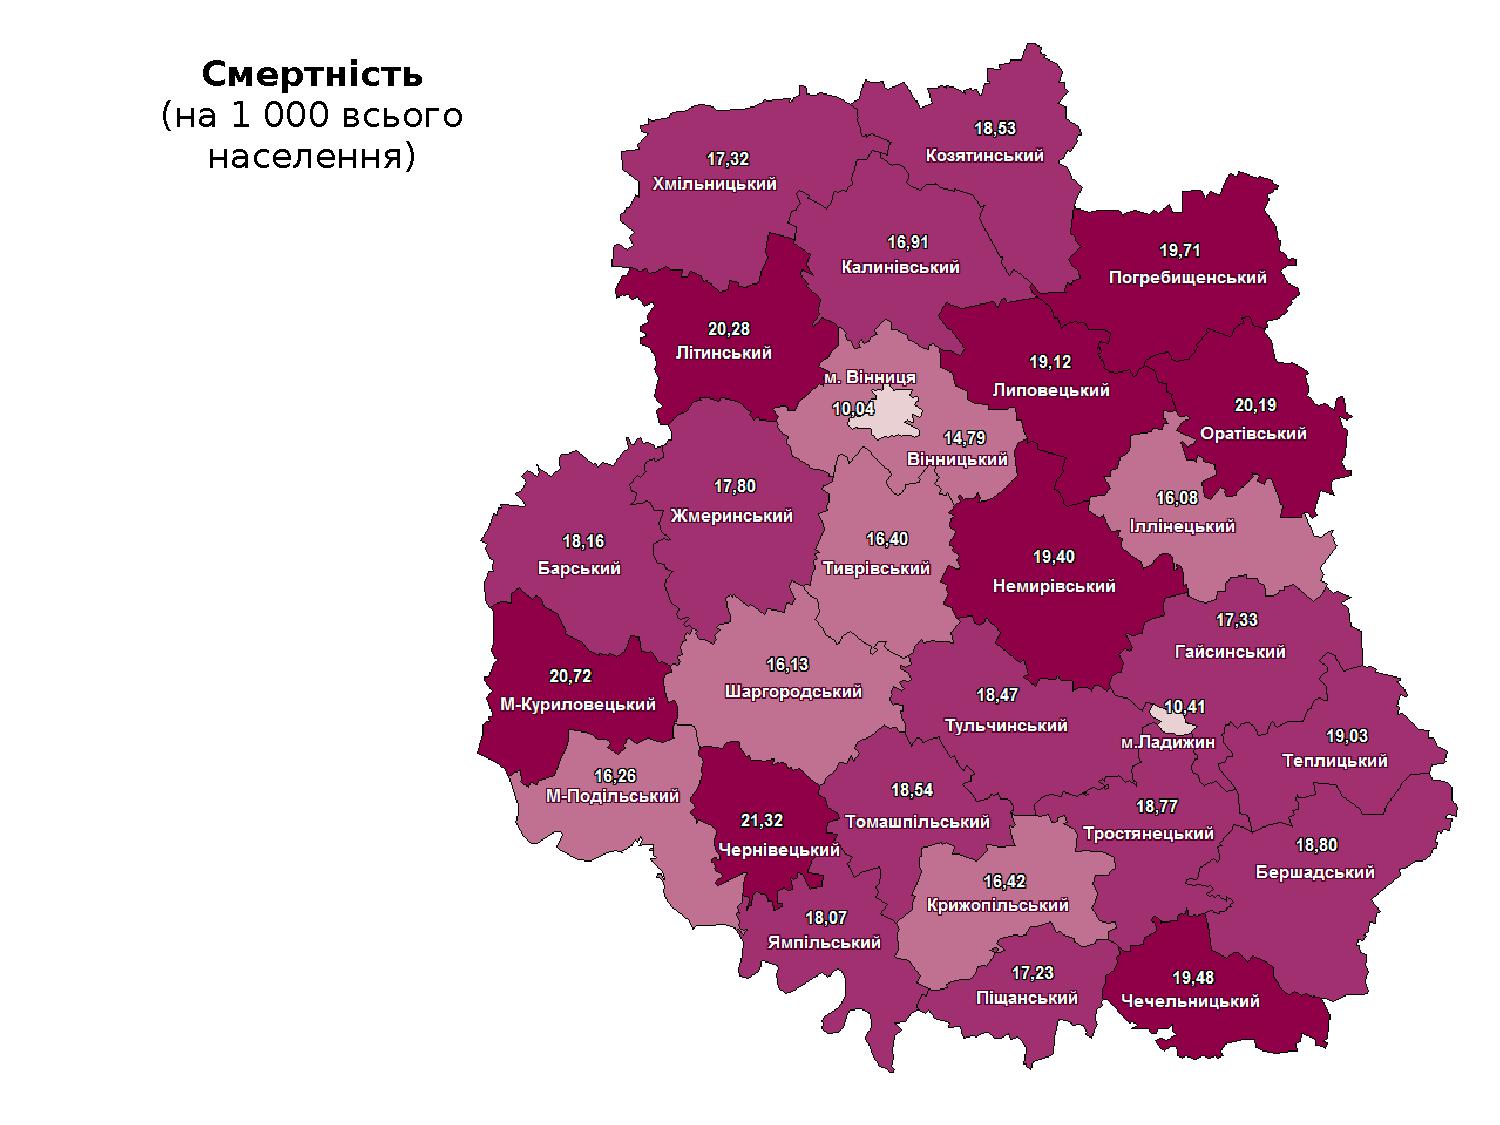 Смертність
(на 1 000 всього
населення)
18,53
Козятинський
17,32
Хмільницький
16,91
Калинівський
19,71
Погребищенський
20,28
Літинський
19,12
Липовецький
м. Вінниця
10,04
20,19
Оратівський
14,79
Вінницький
17,80
Жмеринський
16,08
Іллінецький
18,16
Барський
16,40
Тиврівський
19,40
Немирівський
17,33
Гайсинський
20,72
М-Куриловецький
16,13
Шаргородський
18,47
Тульчинський
10,41
м.Ладижин
19,03
Теплицький
16,26
М-Подільський
18,54
Томашпільський
18,77
Тростянецький
21,32
Чернівецький
18,80
Бершадський
16,42
Крижопільський
18,07
Ямпільський
17,23
Піщанський
19,48
Чечельницький